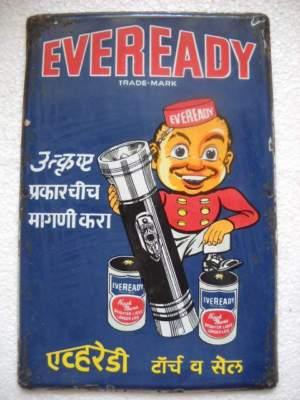 EVEREADY
TRADE-MARK
EVEREADY
उत्कृष्ट
प्रकारचीच
मागणी करा
EVEREADY
EVEREADY
एव्हरेडी टॉर्च व सेल